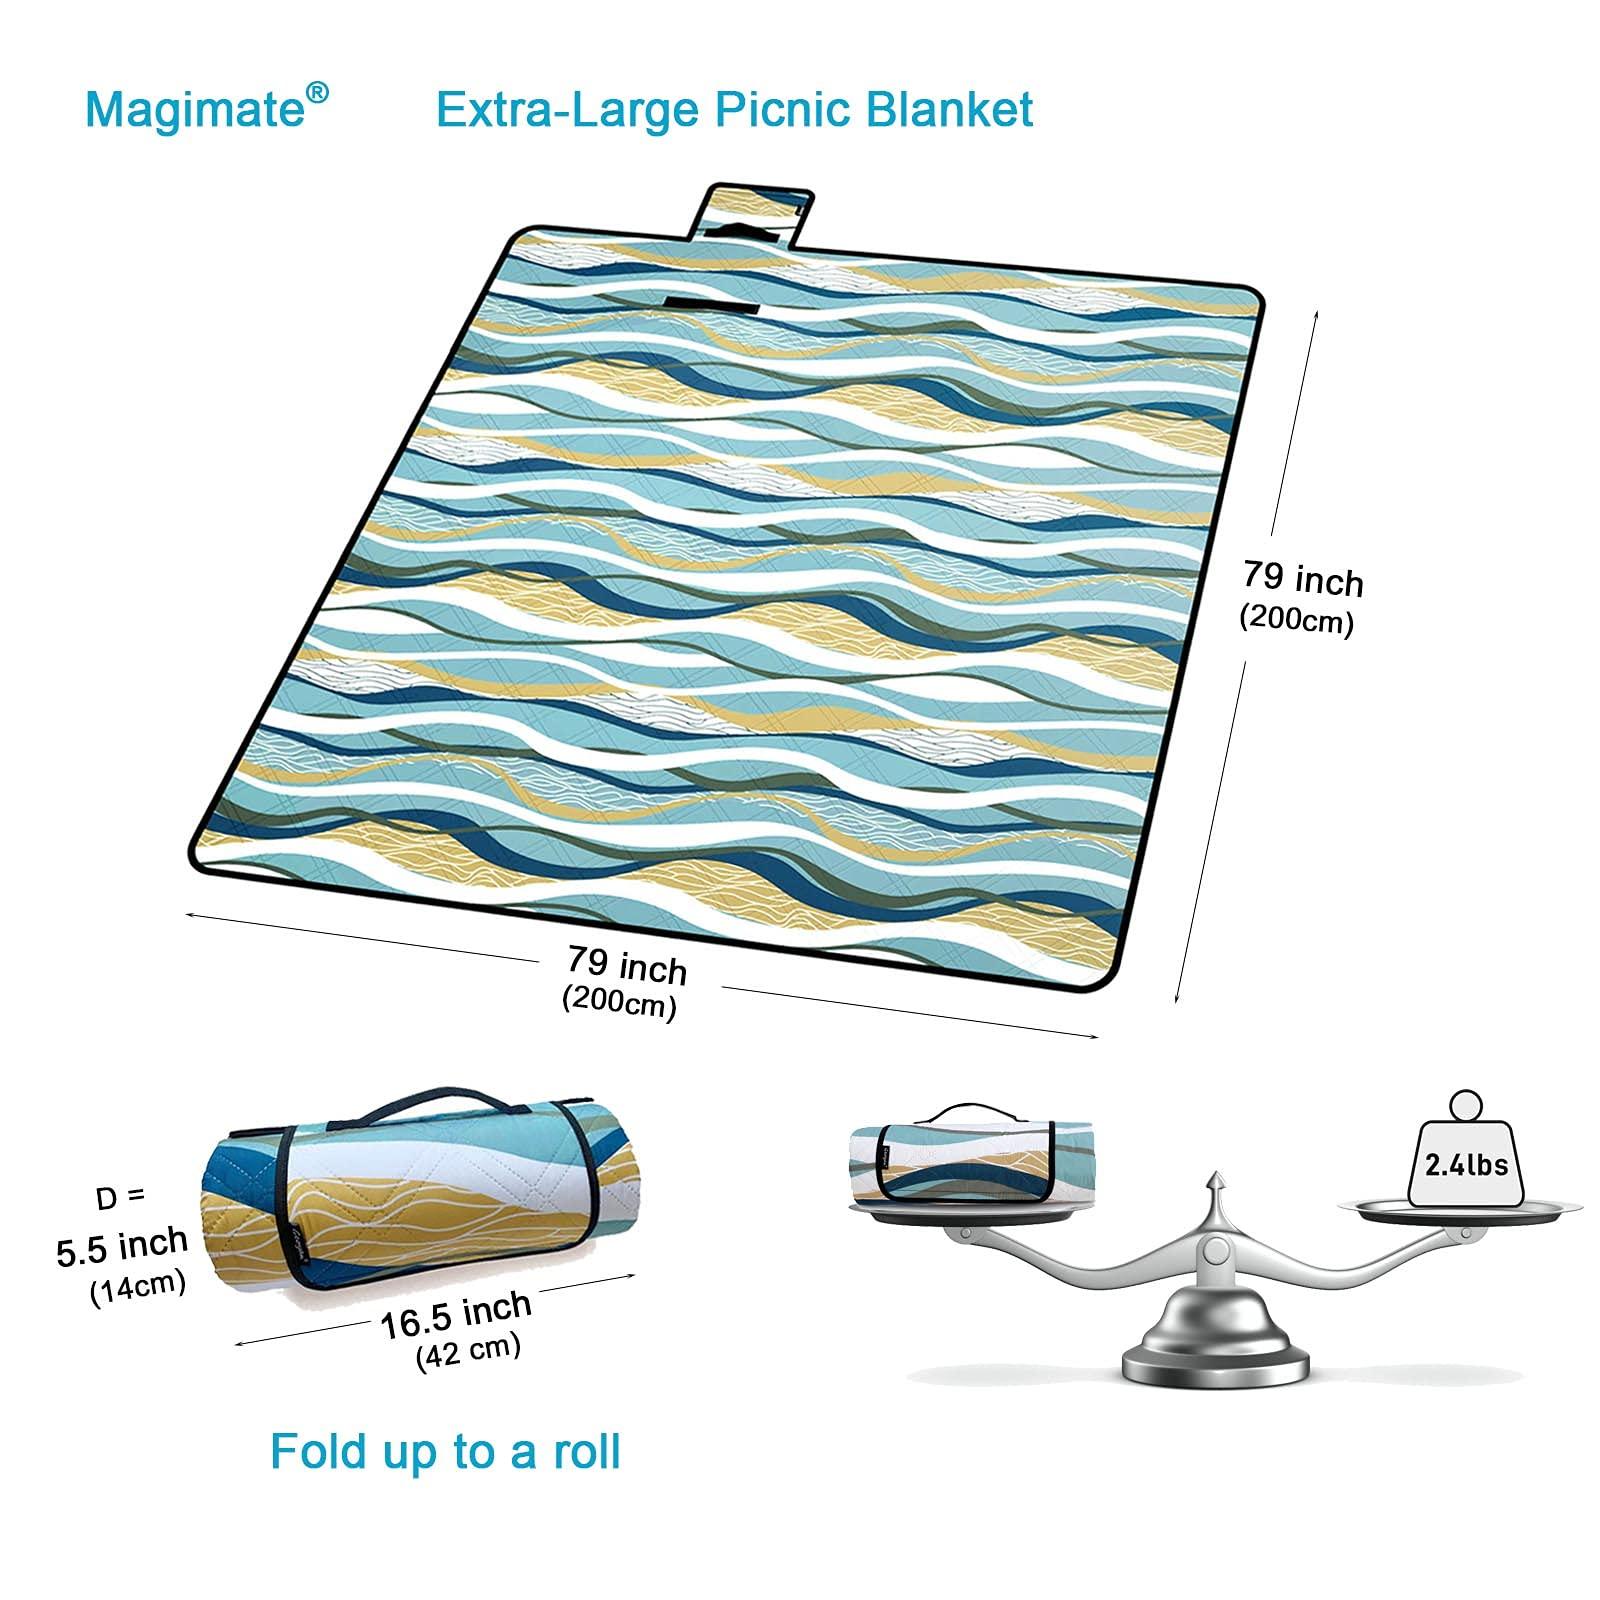 Magimate® Extra-Large Picnic Blanket
79 inch
(200cm)
79 inch
(200cm)
D =
5.5 inch
(14cm)
16.5 inch
(42 cm)
2.4lbs
Fold up to a roll